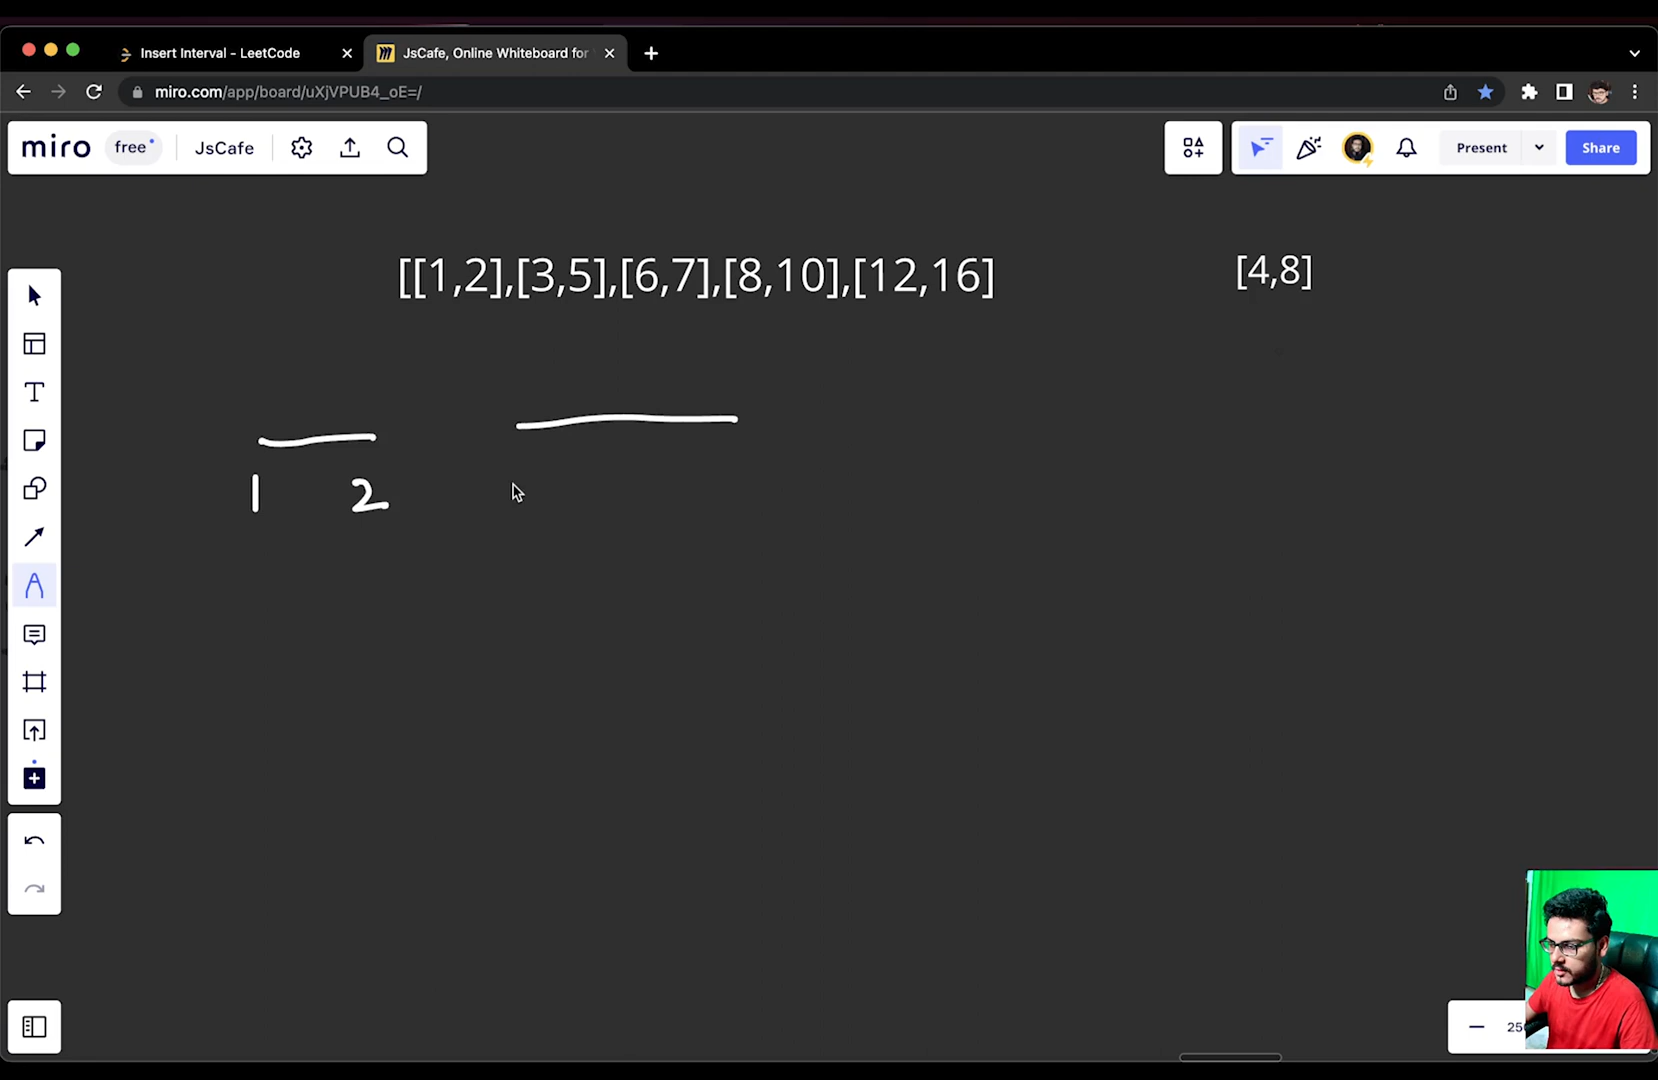 Insert Interval - LeetCode
JsCafe, Online Whiteboard for
miro.com/app/board/uXjVPUB4_oE=/
miro free JsCafe
Present Share
[[1,2],[3,5],[6,7],[8,10],[12,16]
[4,8]
1 2